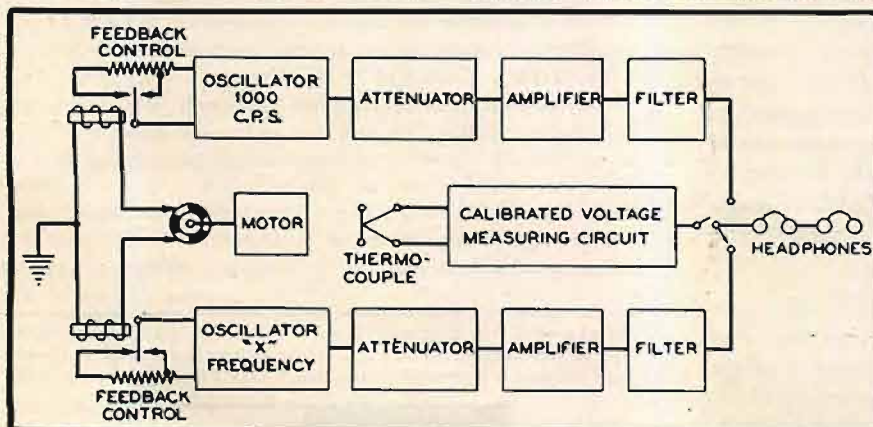 FEEDBACK
CONTROL
OSCILLATOR
1000
C.P.S.
ATTENUATOR
AMPLIFIER
FILTER
MOTOR
THERMO-
COUPLE
CALIBRATED VOLTAGE
MEASURING CIRCUIT
HEADPHONES
OSCILLATOR
"X"
FREQUENCY
ATTENUATOR
AMPLIFIER
FILTER
FEEDBACK
CONTROL